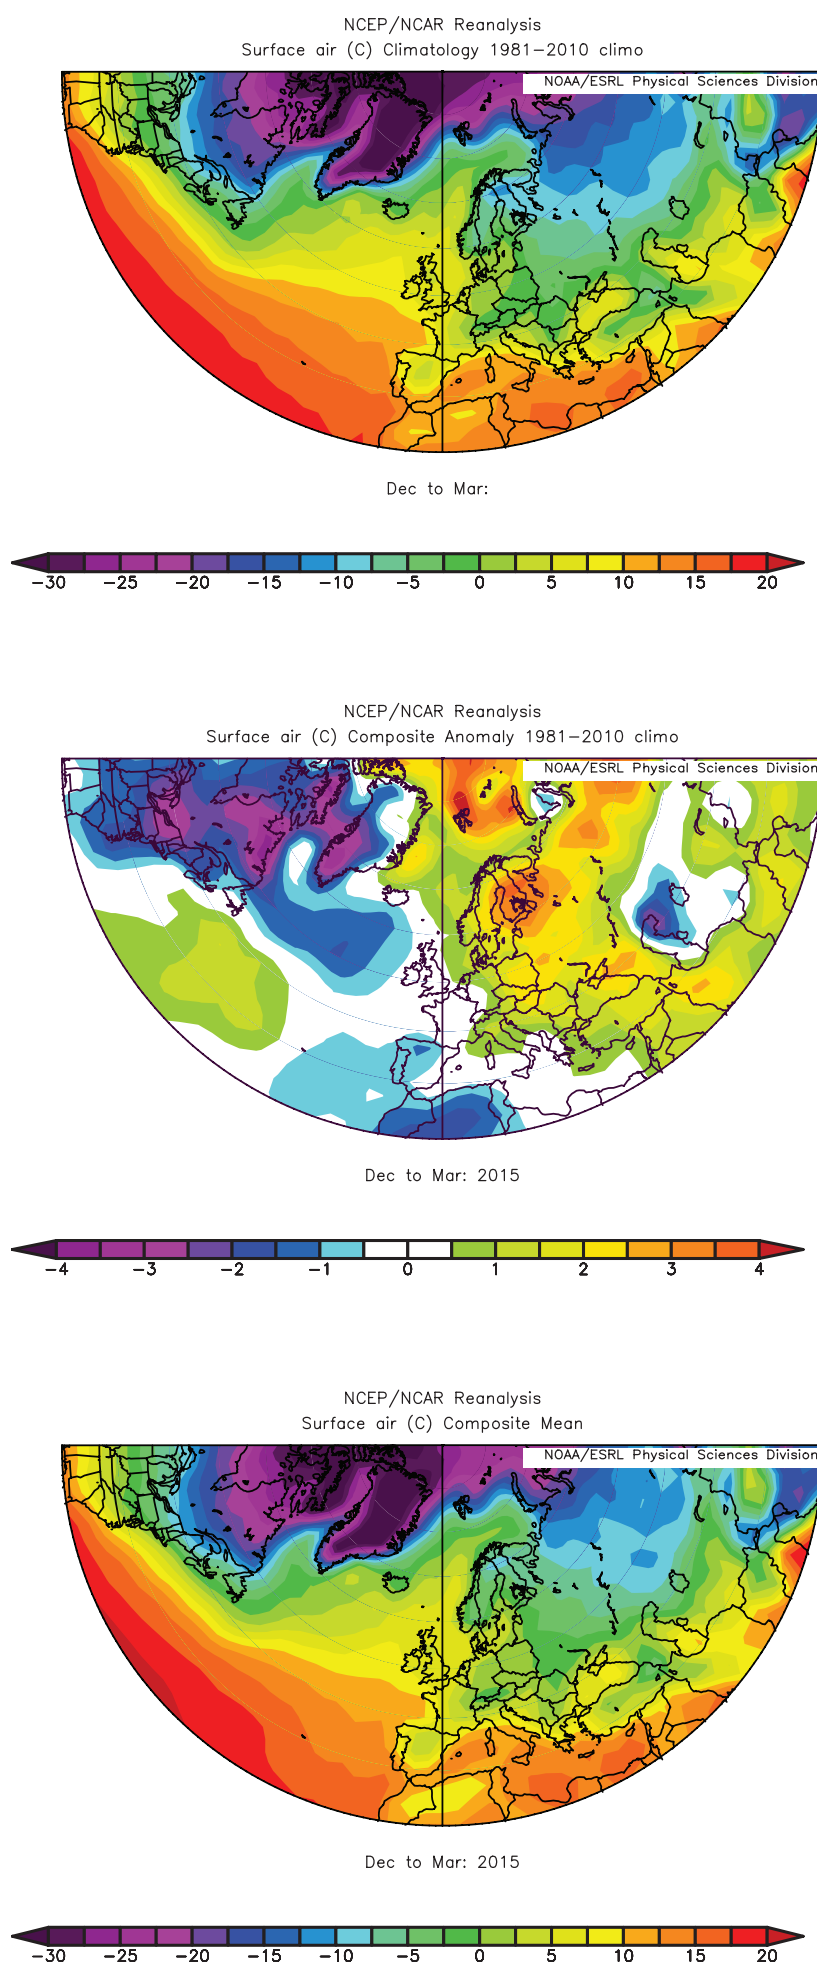 NCEP/NCAR Reanalysis
Surface air (C) Climatology 1981−2010 climo
NOAA/ESRL Physical Sciences Division
Dec to Mar:
−30 −25 −20 −15 −10 −5 0 5 10 15 20
NCEP/NCAR Reanalysis
Surface air (C) Composite Anomaly 1981−2010 climo
NOAA/ESRL Physical Sciences Division
Dec to Mar: 2015
−4 −3 −2 −1 0 1 2 3 4
NCEP/NCAR Reanalysis
Surface air (C) Composite Mean
NOAA/ESRL Physical Sciences Division
Dec to Mar: 2015
−30 −25 −20 −15 −10 −5 0 5 10 15 20